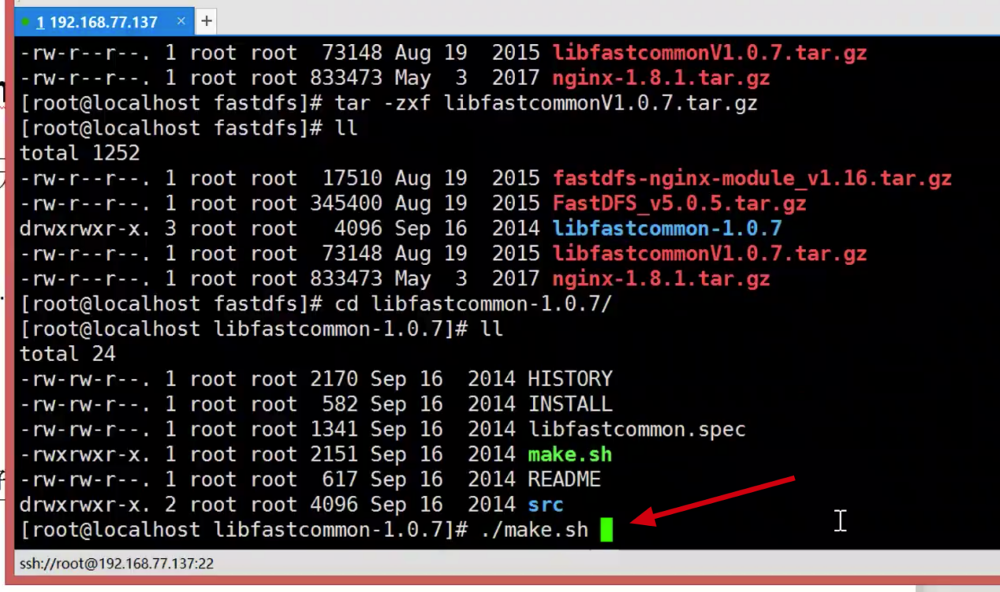 1 192.168.77.137 × +
-rw-r--r--. 1 root root  73148 Aug 19  2015 libfastcommonV1.0.7.tar.gz
-rw-r--r--. 1 root root 833473 May  3  2017 nginx-1.8.1.tar.gz
[root@localhost fastdfs]# tar -zxf libfastcommonV1.0.7.tar.gz
[root@localhost fastdfs]# ll
total 1252
-rw-r--r--. 1 root root  17510 Aug 19  2015 fastdfs-nginx-module_v1.16.tar.gz
-rw-r--r--. 1 root root 345400 Aug 19  2015 FastDFS_v5.0.5.tar.gz
drwxrwxr-x. 3 root root   4096 Sep 16  2014 libfastcommon-1.0.7
-rw-r--r--. 1 root root  73148 Aug 19  2015 libfastcommonV1.0.7.tar.gz
-rw-r--r--. 1 root root 833473 May  3  2017 nginx-1.8.1.tar.gz
[root@localhost fastdfs]# cd libfastcommon-1.0.7/
[root@localhost libfastcommon-1.0.7]# ll
total 24
-rw-rw-r--. 1 root root 2170 Sep 16  2014 HISTORY
-rw-rw-r--. 1 root root  582 Sep 16  2014 INSTALL
-rw-rw-r--. 1 root root 1341 Sep 16  2014 libfastcommon.spec
-rwxrwxr-x. 1 root root 2151 Sep 16  2014 make.sh
-rw-rw-r--. 1 root root  617 Sep 16  2014 README
drwxrwxr-x. 2 root root 4096 Sep 16  2014 src
[root@localhost libfastcommon-1.0.7]# ./make.sh
ssh://root@192.168.77.137:22